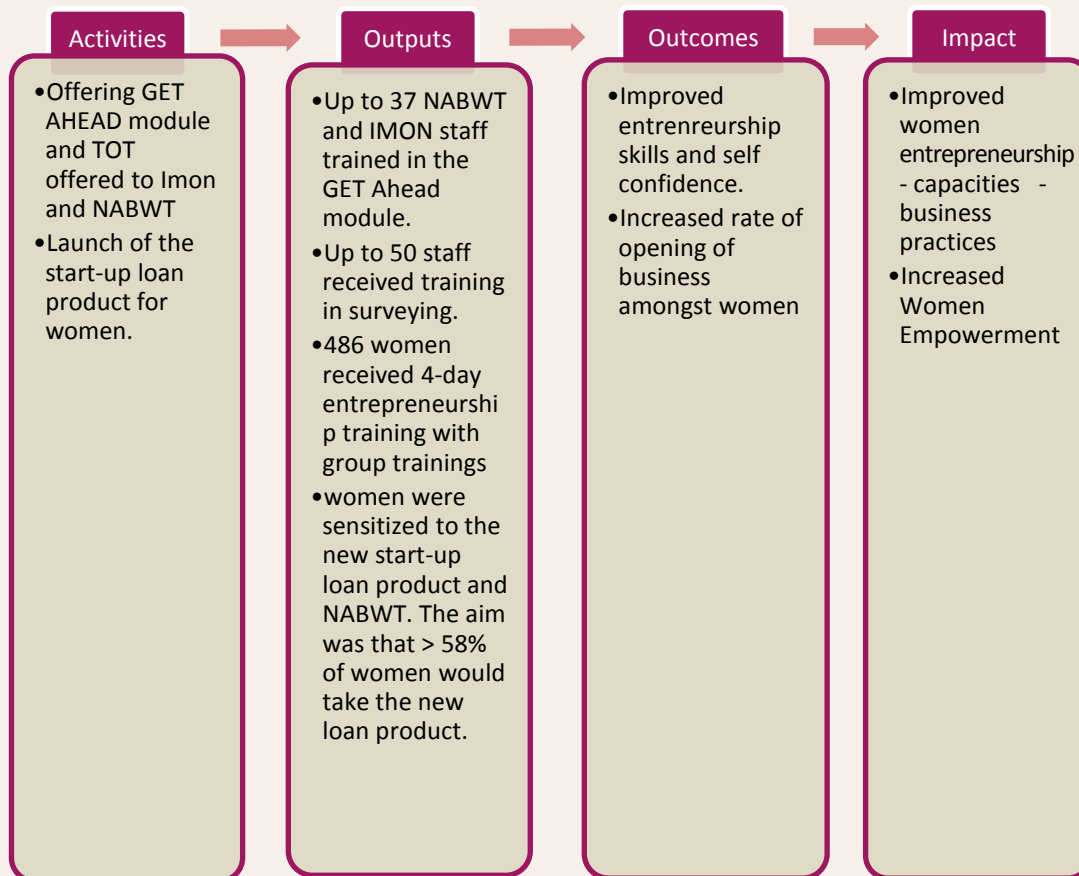 Activities
•Offering GET
AHEAD module
and TOT
offered to Imon
and NABWT
•Launch of the
start-up loan
product for
women.
Outputs
•Up to 37 NABWT
and IMON staff
trained in the
GET Ahead
module.
•Up to 50 staff
received training
in surveying.
•486 women
received 4-day
entrepreneurshi
p training with
group trainings
•women were
sensitized to the
new start-up
loan product and
NABWT. The aim
was that > 58%
of women would
take the new
loan product.
Outcomes
•Improved
entrenreurship
skills and self
confidence.
•Increased rate of
opening of
business
amongst women
Impact
•Improved
women
entrepreneurship
- capacities -
business
practices
•Increased
Women
Empowerment